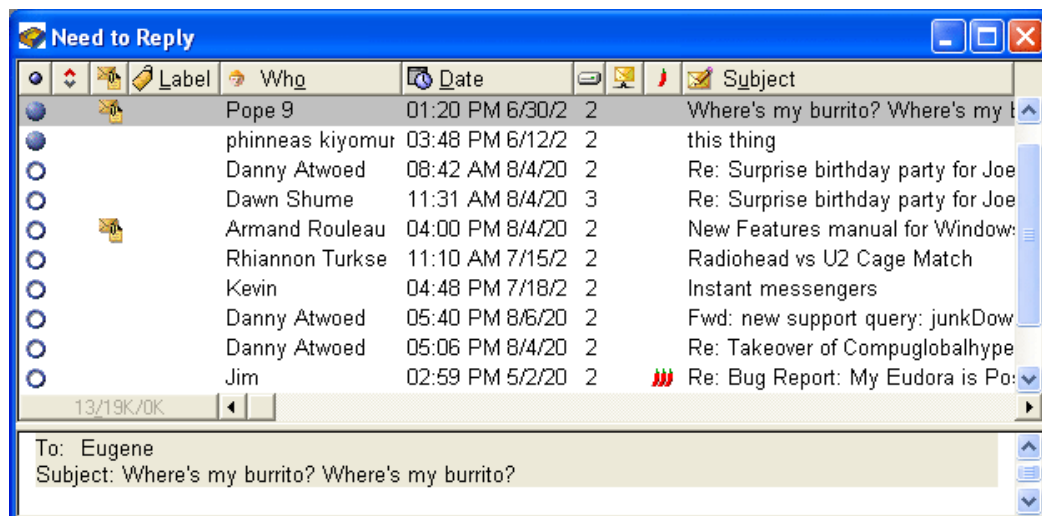 Need to Reply
Label Who Date Subject
Pope 9 01:20 PM 6/30/2 2 Where's my burrito? Where's my
phinneas kiyomur 03:48 PM 6/12/2 2 this thing
Danny Atwoed 08:42 AM 8/4/20 2 Re: Surprise birthday party for Joe
Dawn Shume 11:31 AM 8/4/20 3 Re: Surprise birthday party for Joe
Armand Rouleau 04:00 PM 8/4/20 2 New Features manual for Windows
Rhiannon Turkse 11:10 AM 7/15/2 2 Radiohead vs U2 Cage Match
Kevin 04:48 PM 7/18/2 2 Instant messengers
Danny Atwoed 05:40 PM 8/6/20 2 Fwd: new support query: junkDow
Danny Atwoed 05:06 PM 8/4/20 2 Re: Takeover of Compuglobalhype
Jim 02:59 PM 5/2/20 2 Re: Bug Report: My Eudora is Po
13/19K/0K
To: Eugene
Subject: Where's my burrito? Where's my burrito?